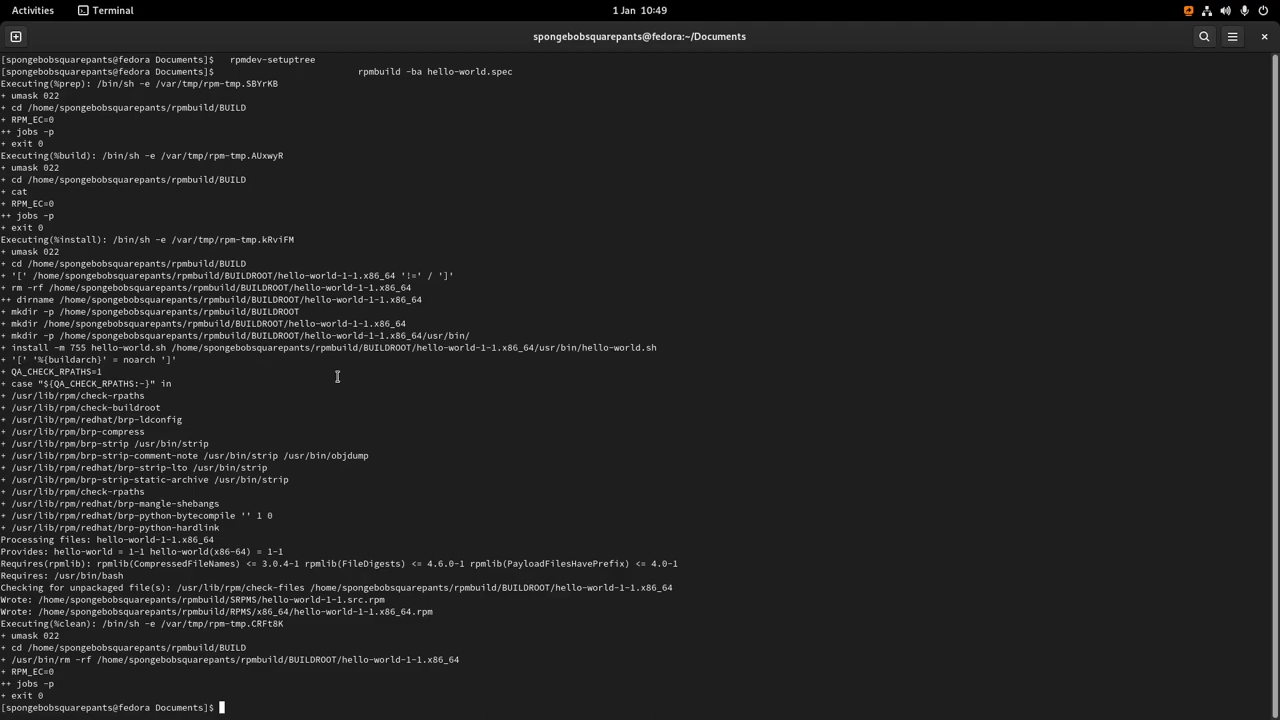 Activities
Terminal
1 Jan 10:49
spongebobsquarepants@fedora:~/Documents
[spongebobsquarepants@fedora Documents]$   rpmdev-setuptree
[spongebobsquarepants@fedora Documents]$                           rpmbuild -ba hello-world.spec
Executing(%prep): /bin/sh -e /var/tmp/rpm-tmp.SBYrKB
+ umask 022
+ cd /home/spongebobsquarepants/rpmbuild/BUILD
+ RPM_EC=0
++ jobs -p
+ exit 0
Executing(%build): /bin/sh -e /var/tmp/rpm-tmp.AUxwyR
+ umask 022
+ cd /home/spongebobsquarepants/rpmbuild/BUILD
+ cat
+ RPM_EC=0
++ jobs -p
+ exit 0
Executing(%install): /bin/sh -e /var/tmp/rpm-tmp.kRviFM
+ umask 022
+ cd /home/spongebobsquarepants/rpmbuild/BUILD
+ '[' /home/spongebobsquarepants/rpmbuild/BUILDROOT/hello-world-1-1.x86_64 '!=' / ']'
+ rm -rf /home/spongebobsquarepants/rpmbuild/BUILDROOT/hello-world-1-1.x86_64
++ dirname /home/spongebobsquarepants/rpmbuild/BUILDROOT/hello-world-1-1.x86_64
+ mkdir -p /home/spongebobsquarepants/rpmbuild/BUILDROOT
+ mkdir /home/spongebobsquarepants/rpmbuild/BUILDROOT/hello-world-1-1.x86_64
+ mkdir -p /home/spongebobsquarepants/rpmbuild/BUILDROOT/hello-world-1-1.x86_64/usr/bin/
+ install -m 755 hello-world.sh /home/spongebobsquarepants/rpmbuild/BUILDROOT/hello-world-1-1.x86_64/usr/bin/hello-world.sh
+ '[' '%{buildarch}' = noarch ']'
+ QA_CHECK_RPATHS=1
+ case "${QA_CHECK_RPATHS:-}" in
+ /usr/lib/rpm/check-rpaths
+ /usr/lib/rpm/check-buildroot
+ /usr/lib/rpm/redhat/brp-ldconfig
+ /usr/lib/rpm/brp-compress
+ /usr/lib/rpm/brp-strip /usr/bin/strip
+ /usr/lib/rpm/brp-strip-comment-note /usr/bin/strip /usr/bin/objdump
+ /usr/lib/rpm/redhat/brp-strip-lto /usr/bin/strip
+ /usr/lib/rpm/brp-strip-static-archive /usr/bin/strip
+ /usr/lib/rpm/check-rpaths
+ /usr/lib/rpm/redhat/brp-mangle-shebangs
+ /usr/lib/rpm/redhat/brp-python-bytecompile '' 1 0
+ /usr/lib/rpm/redhat/brp-python-hardlink
Processing files: hello-world-1-1.x86_64
Provides: hello-world = 1-1 hello-world(x86-64) = 1-1
Requires(rpmlib): rpmlib(CompressedFileNames) <= 3.0.4-1 rpmlib(FileDigests) <= 4.6.0-1 rpmlib(PayloadFilesHavePrefix) <= 4.0-1
Requires: /usr/bin/bash
Checking for unpackaged file(s): /usr/lib/rpm/check-files /home/spongebobsquarepants/rpmbuild/BUILDROOT/hello-world-1-1.x86_64
Wrote: /home/spongebobsquarepants/rpmbuild/SRPMS/hello-world-1-1.src.rpm
Wrote: /home/spongebobsquarepants/rpmbuild/RPMS/x86_64/hello-world-1-1.x86_64.rpm
Executing(%clean): /bin/sh -e /var/tmp/rpm-tmp.CRFt8K
+ umask 022
+ cd /home/spongebobsquarepants/rpmbuild/BUILD
+ /usr/bin/rm -rf /home/spongebobsquarepants/rpmbuild/BUILDROOT/hello-world-1-1.x86_64
+ RPM_EC=0
++ jobs -p
+ exit 0
[spongebobsquarepants@fedora Documents]$